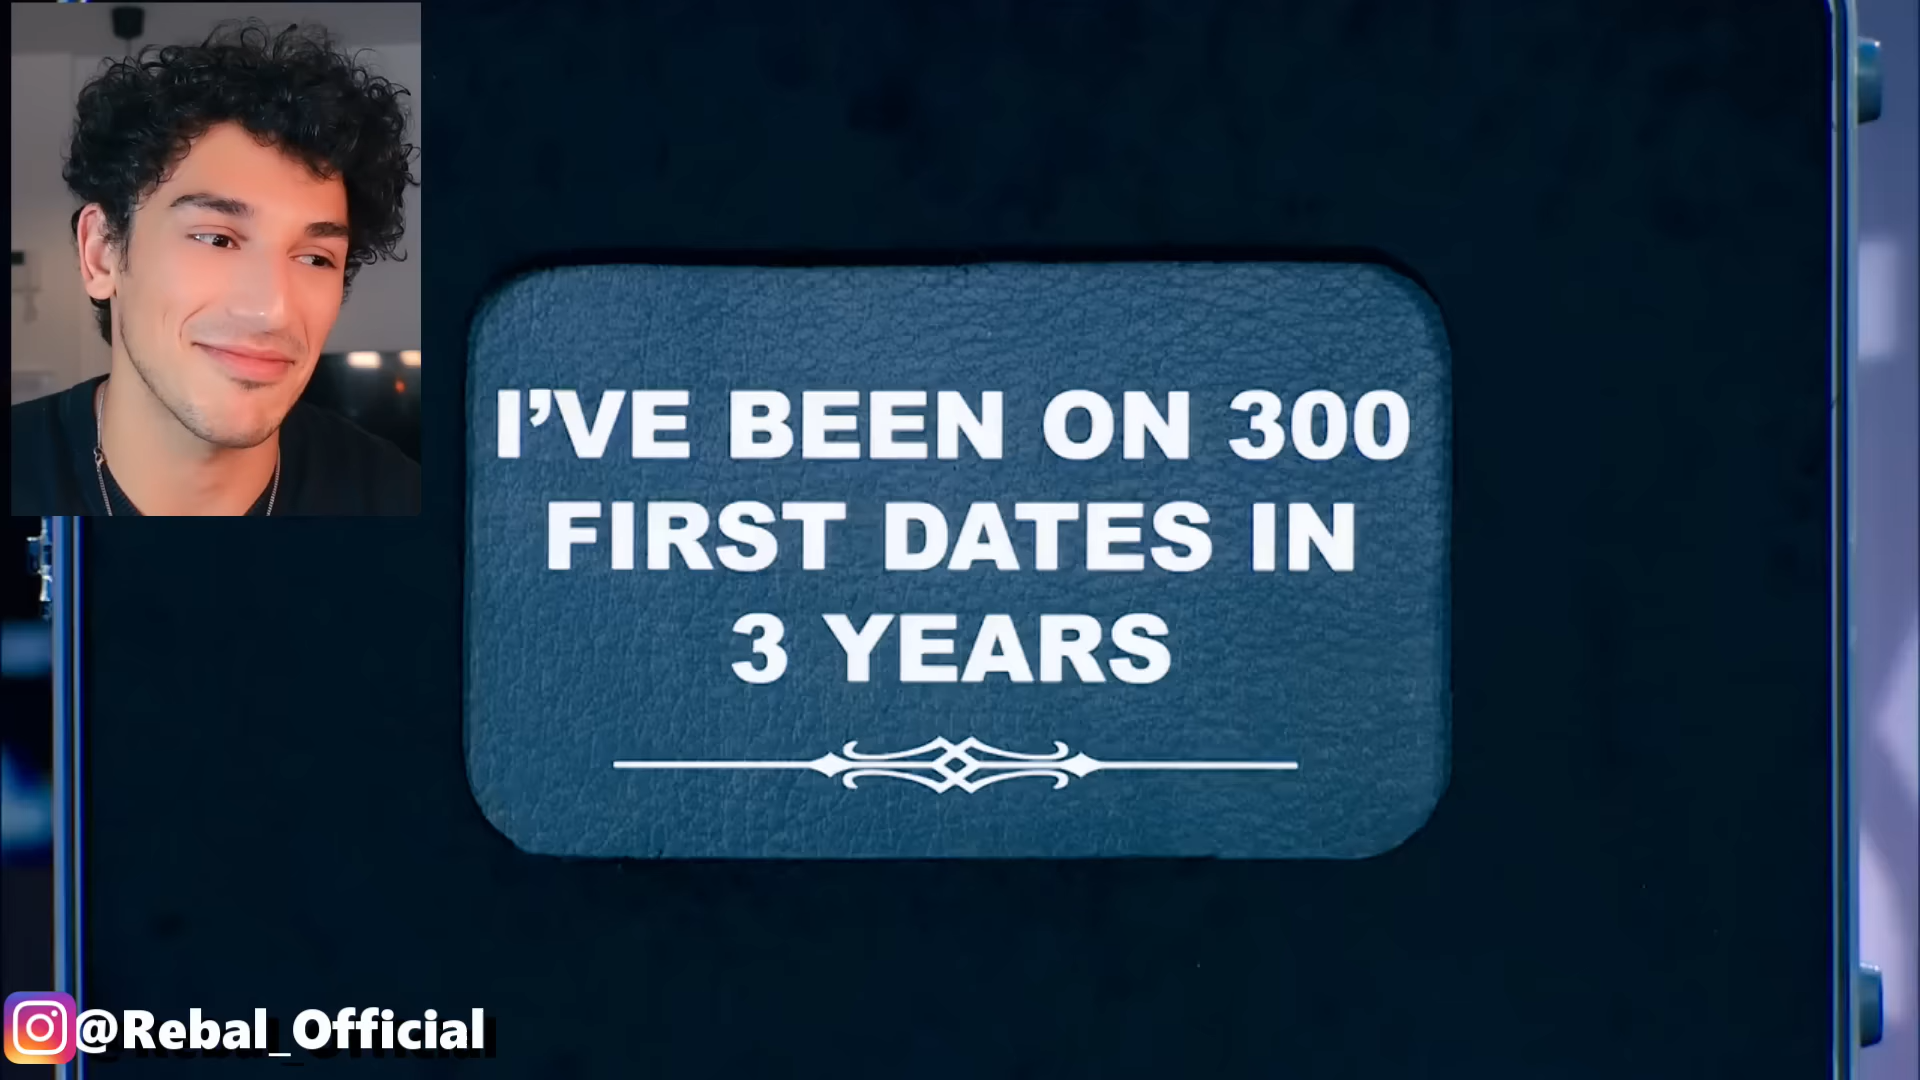 I'VE BEEN ON 300
FIRST DATES IN
3 YEARS
@Rebal_Official